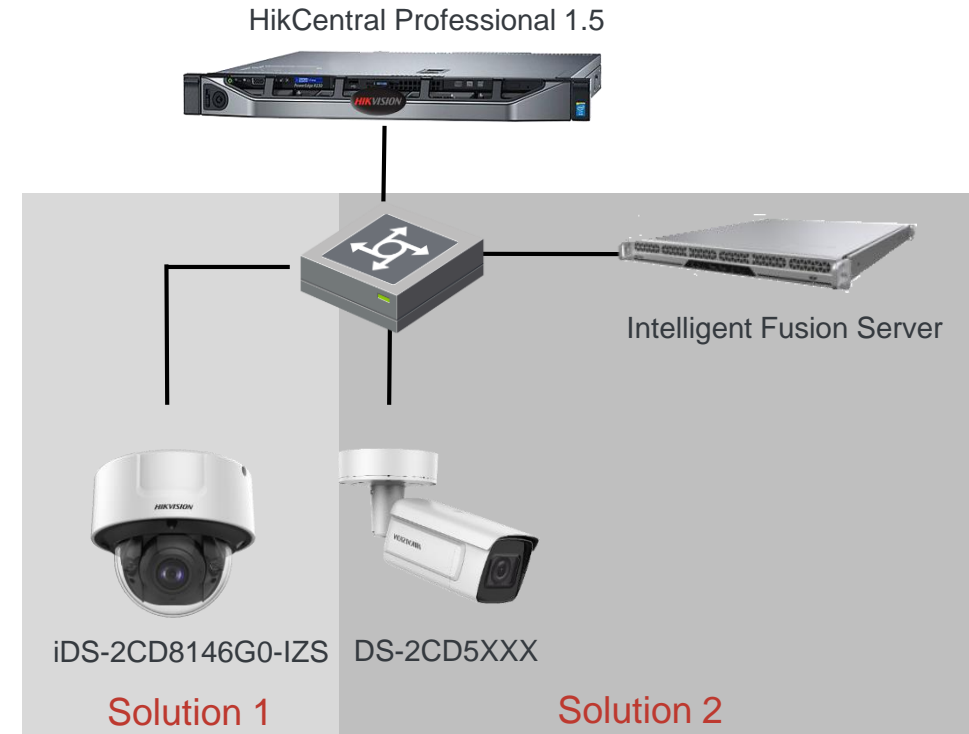 HikCentral Professional 1.5
HIKVISION
Intelligent Fusion Server
HIKVISION
iDS-2CD8146G0-IZS
DS-2CD5XXX
Solution 1
Solution 2